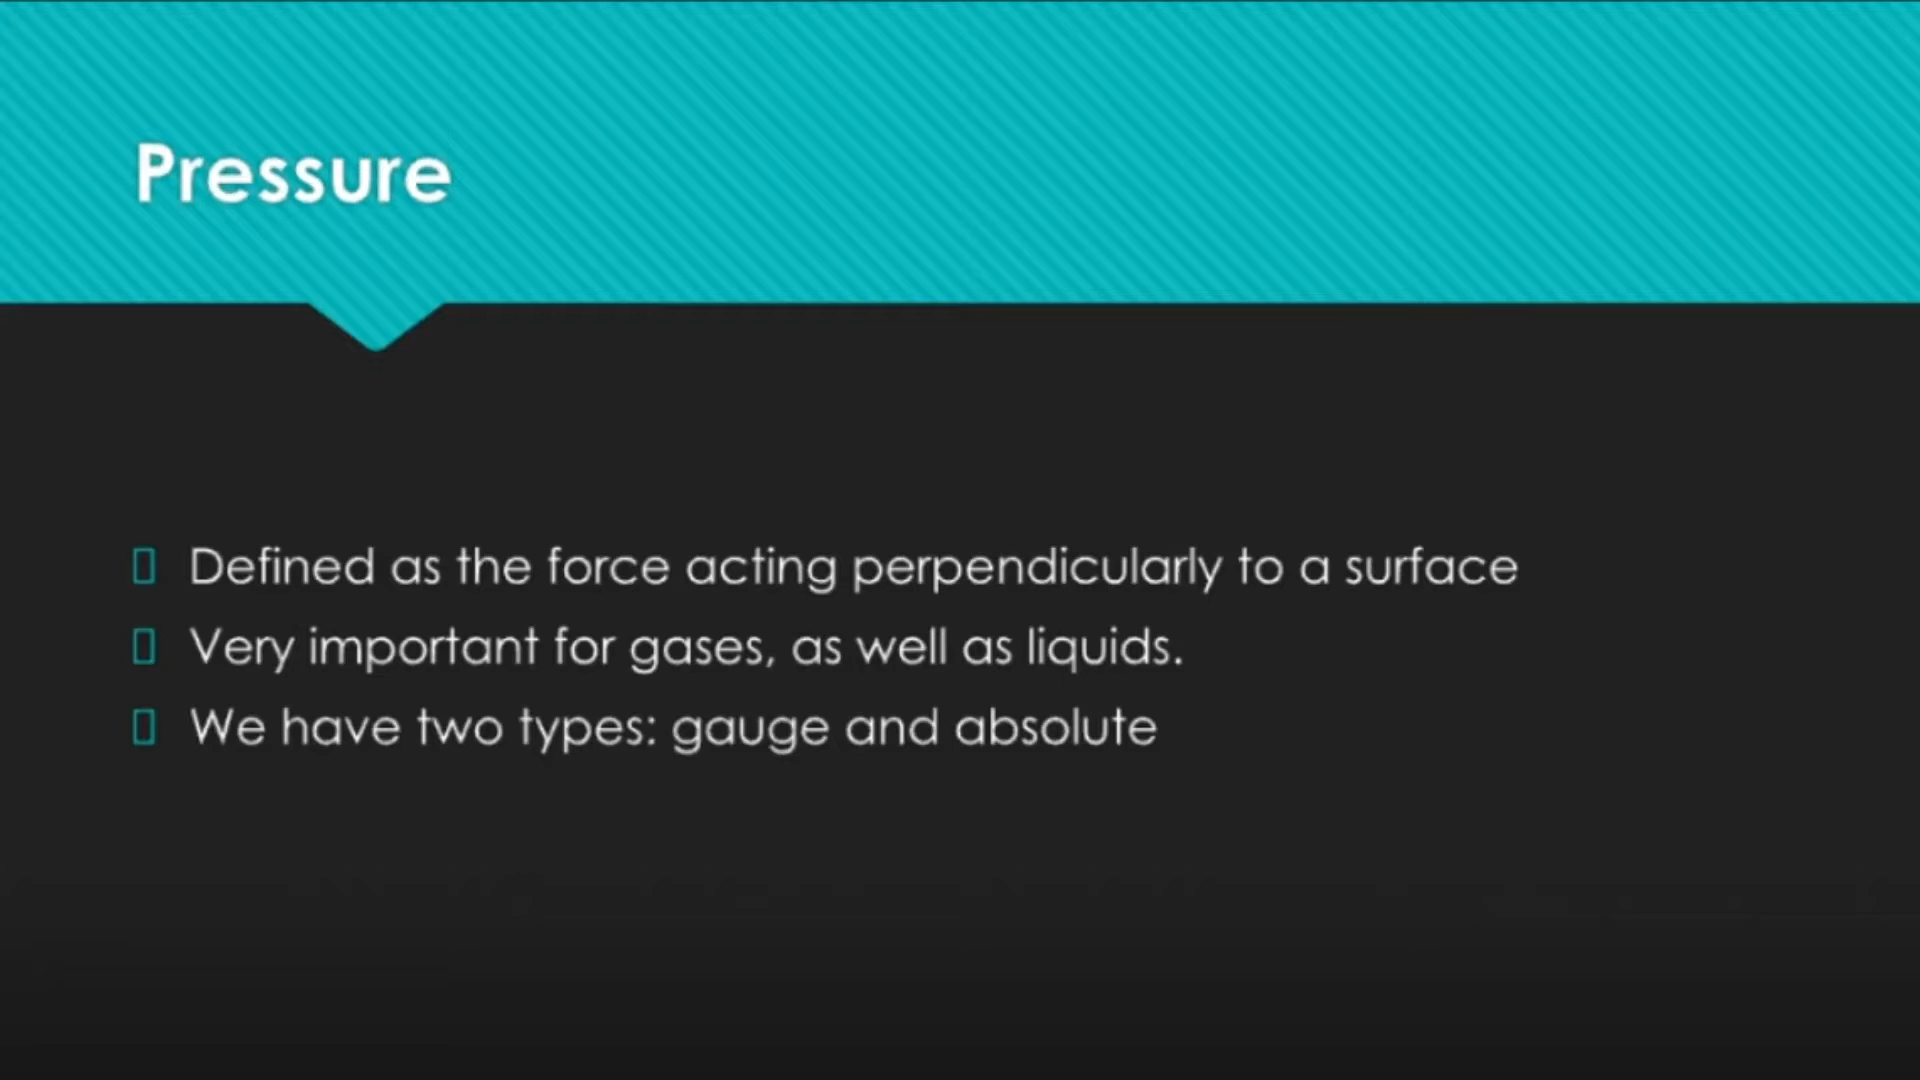 Pressure
Defined as the force acting perpendicularly to a surface
Very important for gases, as well as liquids.
We have two types: gauge and absolute